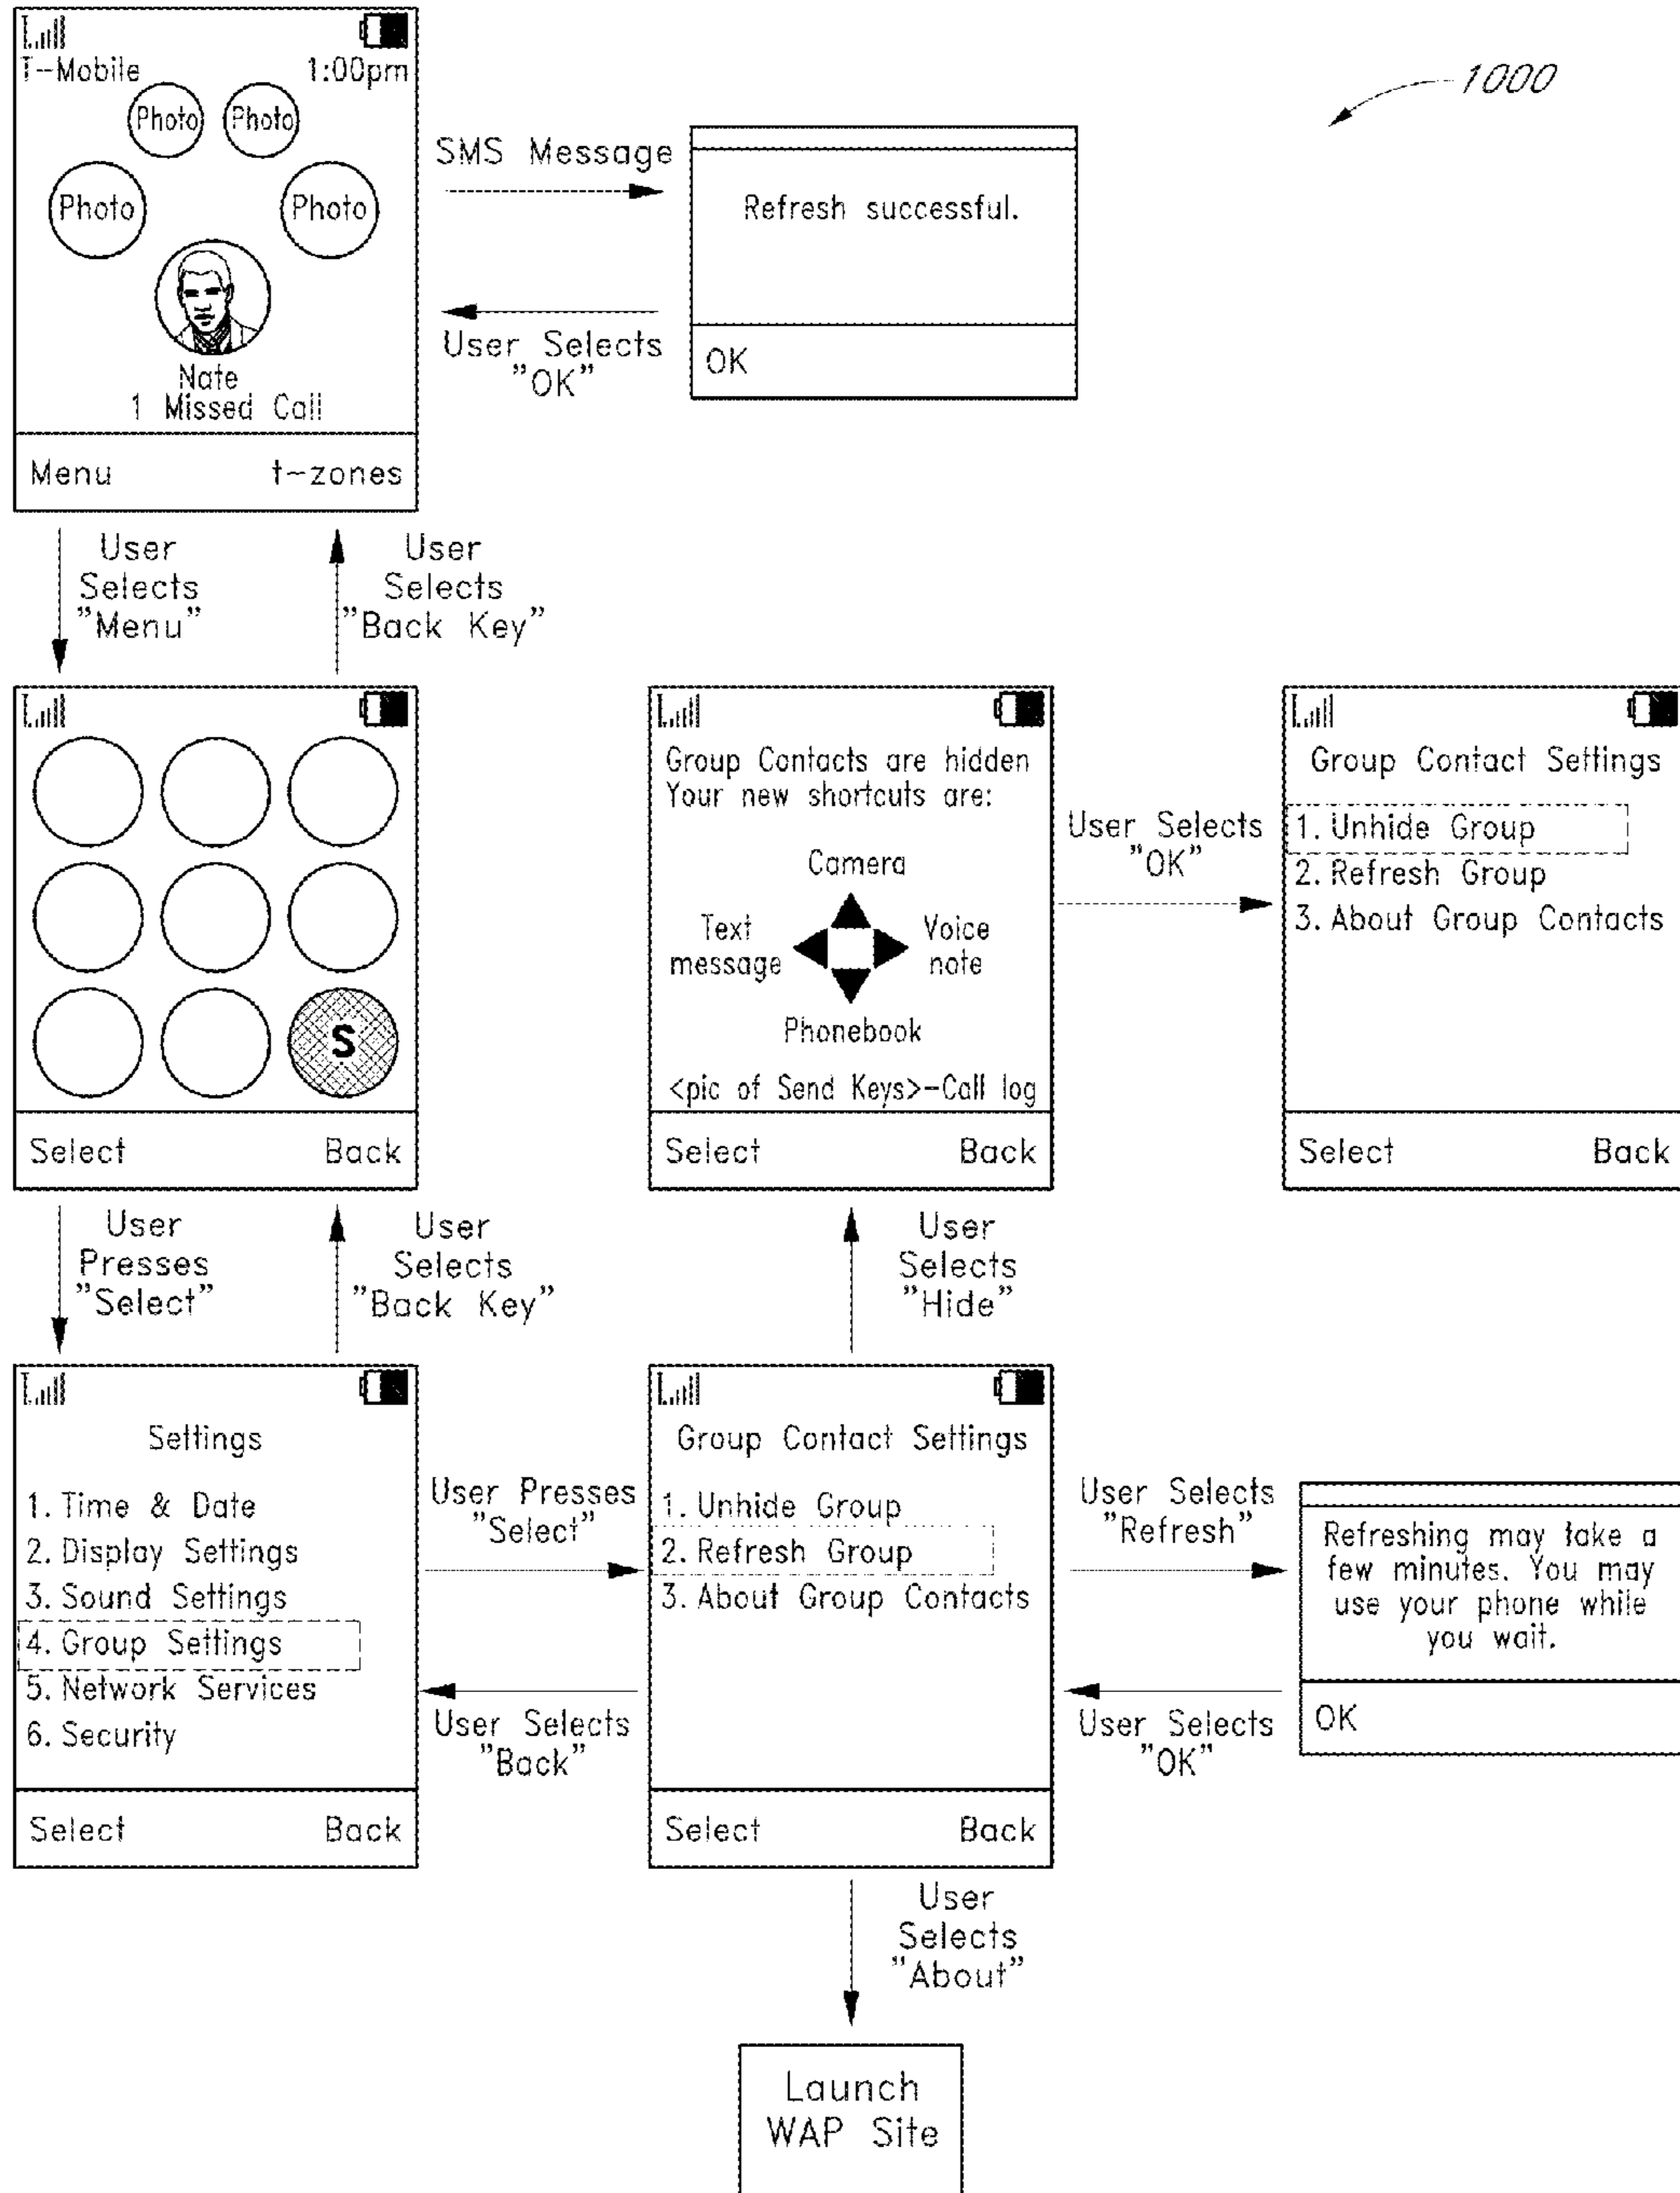 T-Mobile 1:00pm
Photo Photo
Photo Photo
Nate
1 Missed Call
Menu t-zones
SMS Message
User Selects
"OK"
Refresh successful.
OK
1000
User
Selects
"Menu"
User
Selects
"Back Key"
S
Select Back
Group Contacts are hidden
Your new shortcuts are:
Camera
Text
message
Voice
note
Phonebook
<pic of Send Keys>-Call log
Select Back
User Selects
"OK"
Group Contact Settings
1. Unhide Group
2. Refresh Group
3. About Group Contacts
Select Back
User
Presses
"Select"
User
Selects
"Back Key"
User
Selects
"Hide"
Settings
1. Time & Date
2. Display Settings
3. Sound Settings
4. Group Settings
5. Network Services
6. Security
Select Back
User Presses
"Select"
User Selects
"Back"
Group Contact Settings
1. Unhide Group
2. Refresh Group
3. About Group Contacts
Select Back
User Selects
"Refresh"
User Selects
"OK"
Refreshing may take a
few minutes. You may
use your phone while
you wait.
OK
User
Selects
"About"
Launch
WAP Site